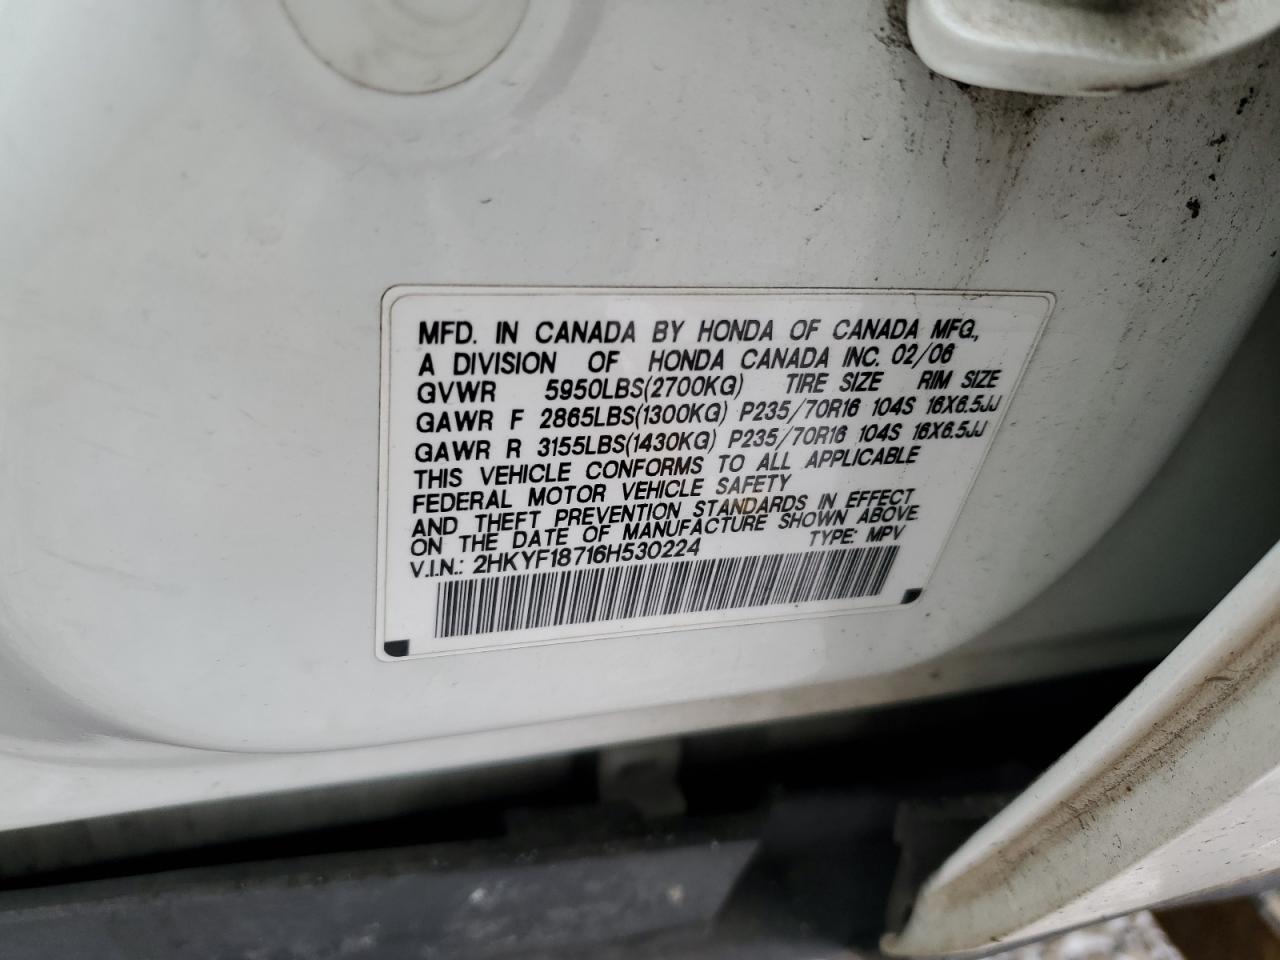 MFD. IN CANADA BY HONDA OF CANADA MFG.,
A DIVISION OF HONDA CANADA INC. 02/06
GVWR 5950LBS(2700KG) TIRE SIZE RIM SIZE
GAWR F 2865LBS(1300KG) P235/70R16 104S 16X6.5JJ
GAWR R 3155LBS(1430KG) P235/70R16 104S 16X6.5JJ
THIS VEHICLE CONFORMS TO ALL APPLICABLE
FEDERAL MOTOR VEHICLE SAFETY
AND THEFT PREVENTION STANDARDS IN EFFECT
ON THE DATE OF MANUFACTURE SHOWN ABOVE
V.I.N.: 2HKYF18716H530224 TYPE: MPV